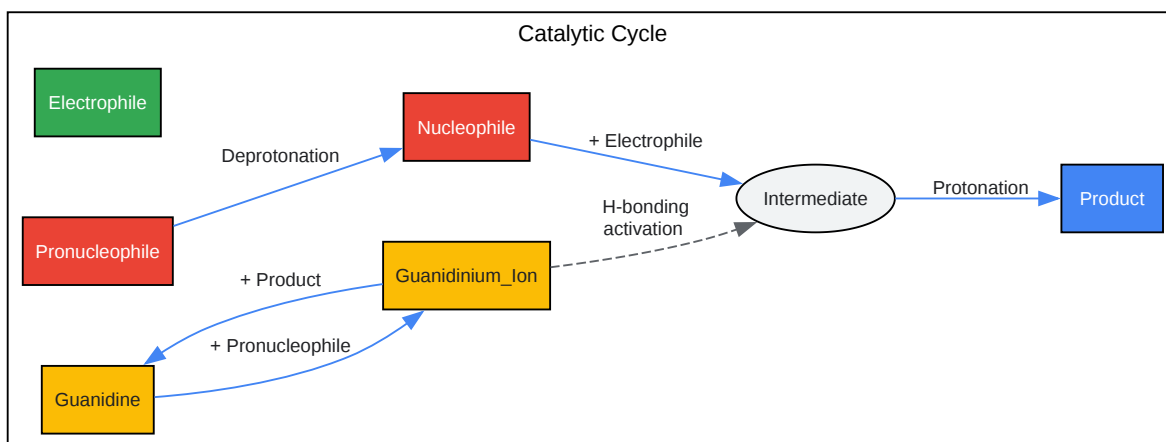 Catalytic Cycle
Electrophile
Nucleophile
Deprotonation
+ Electrophile
Intermediate
Protonation
Product
Pronucleophile
H-bonding
activation
Guanidinium_Ion
+ Product
+ Pronucleophile
Guanidine